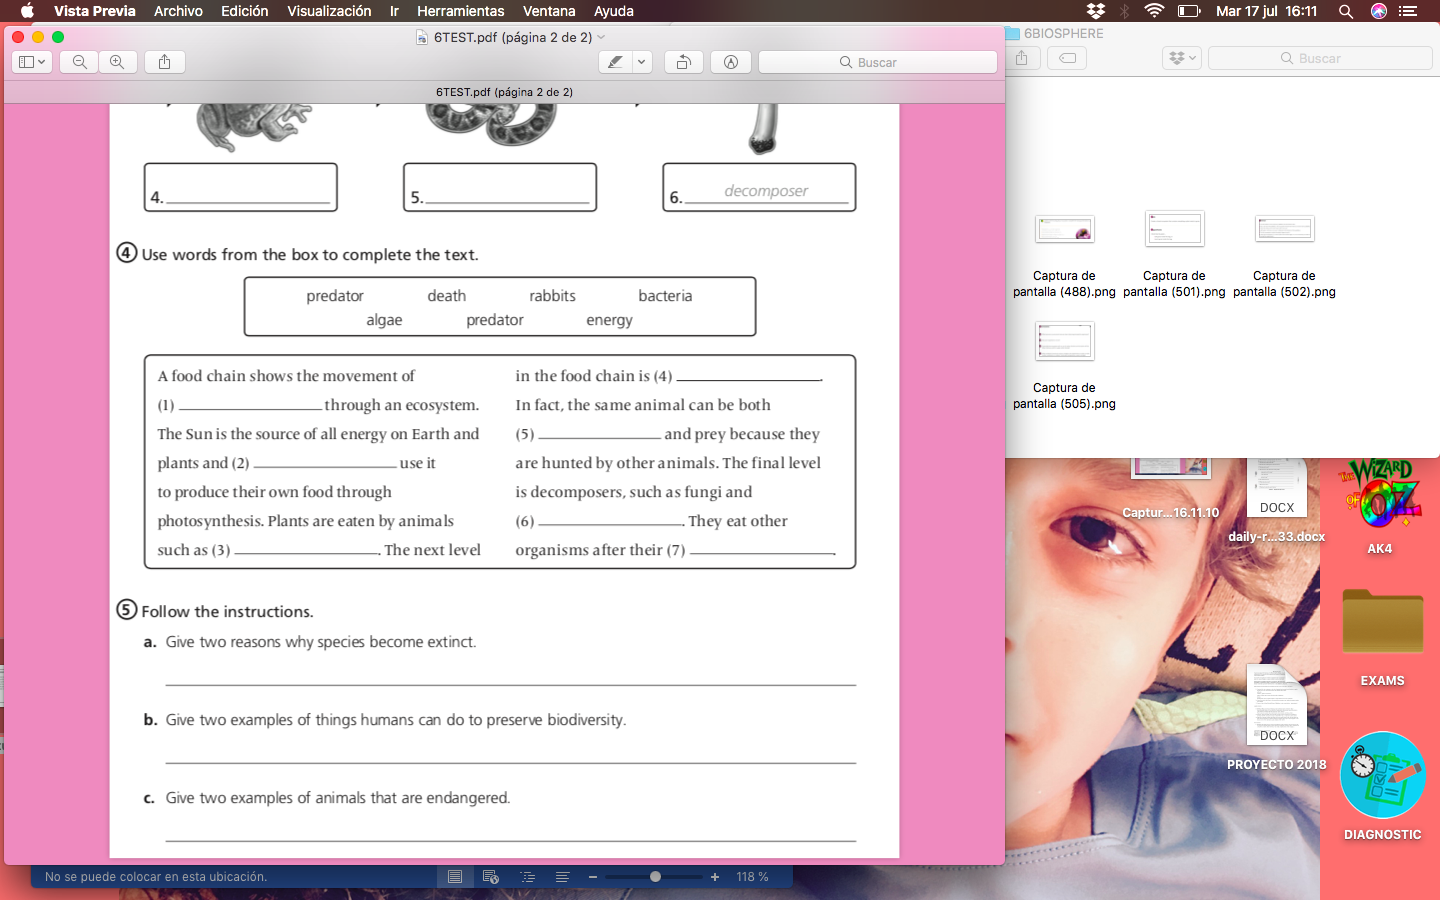 Vista Previa Archivo Edición Visualización Ir Herramientas Ventana Ayuda
Mar 17 jul 16:11
6TEST.pdf (página 2 de 2)
Buscar
6TEST.pdf (página 2 de 2)
4.
5.
6. decomposer
4 Use words from the box to complete the text.
predator death rabbits bacteria
algae predator energy
A food chain shows the movement of
(1) through an ecosystem.
The Sun is the source of all energy on Earth and
plants and (2) use it
to produce their own food through
photosynthesis. Plants are eaten by animals
such as (3) . The next level
in the food chain is (4) .
In fact, the same animal can be both
(5) and prey because they
are hunted by other animals. The final level
is decomposers, such as fungi and
(6) . They eat other
organisms after their (7) .
5 Follow the instructions.
a. Give two reasons why species become extinct.
b. Give two examples of things humans can do to preserve biodiversity.
c. Give two examples of animals that are endangered.
No se puede colocar en esta ubicación.
118 %
6BIOSPHERE
Buscar
Captura de
pantalla (488).png
Captura de
pantalla (501).png
Captura de
pantalla (502).png
Captura de
pantalla (505).png
Captur...16.11.10
DOCX
daily-r...33.docx
THE WIZARD
OF OZ
AK4
EXAMS
DOCX
PROYECTO 2018
DIAGNOSTIC